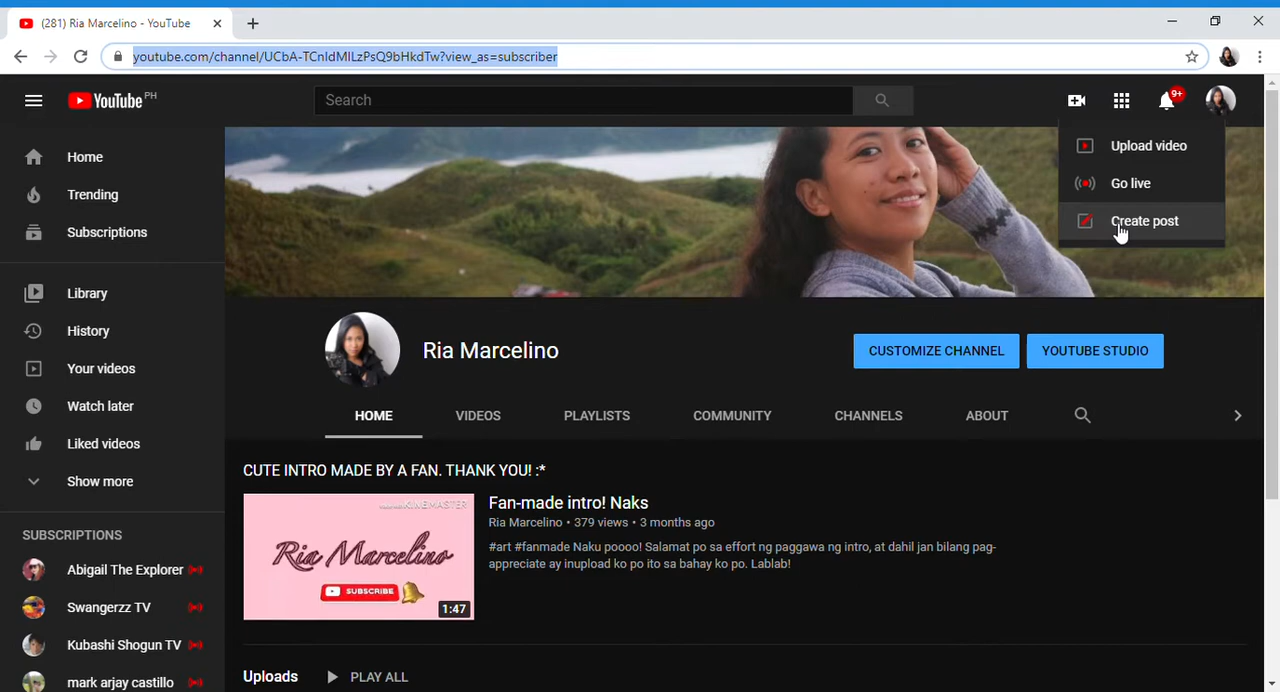 (281) Ria Marcelino - YouTube
youtube.com/channel/UCbA-TCnIdMILzPsQ9bHkdTw?view_as=subscriber
YouTube PH
Search
9+
Upload video
Go live
Create post
Home
Trending
Subscriptions
Library
History
Your videos
Watch later
Liked videos
Show more
SUBSCRIPTIONS
Abigail The Explorer
Swangerzz TV
Kubashi Shogun TV
mark arjay castillo
Ria Marcelino
CUSTOMIZE CHANNEL
YOUTUBE STUDIO
HOME VIDEOS PLAYLISTS COMMUNITY CHANNELS ABOUT
CUTE INTRO MADE BY A FAN. THANK YOU! :*
KINEMASTER
Ria Marcelino
SUBSCRIBE
1:47
Fan-made intro! Naks
Ria Marcelino • 379 views • 3 months ago
#art #fanmade Naku poooo! Salamat po sa effort ng paggawa ng intro, at dahil jan bilang pag-
appreciate ay inupload ko po ito sa bahay ko po. Lablab!
Uploads PLAY ALL